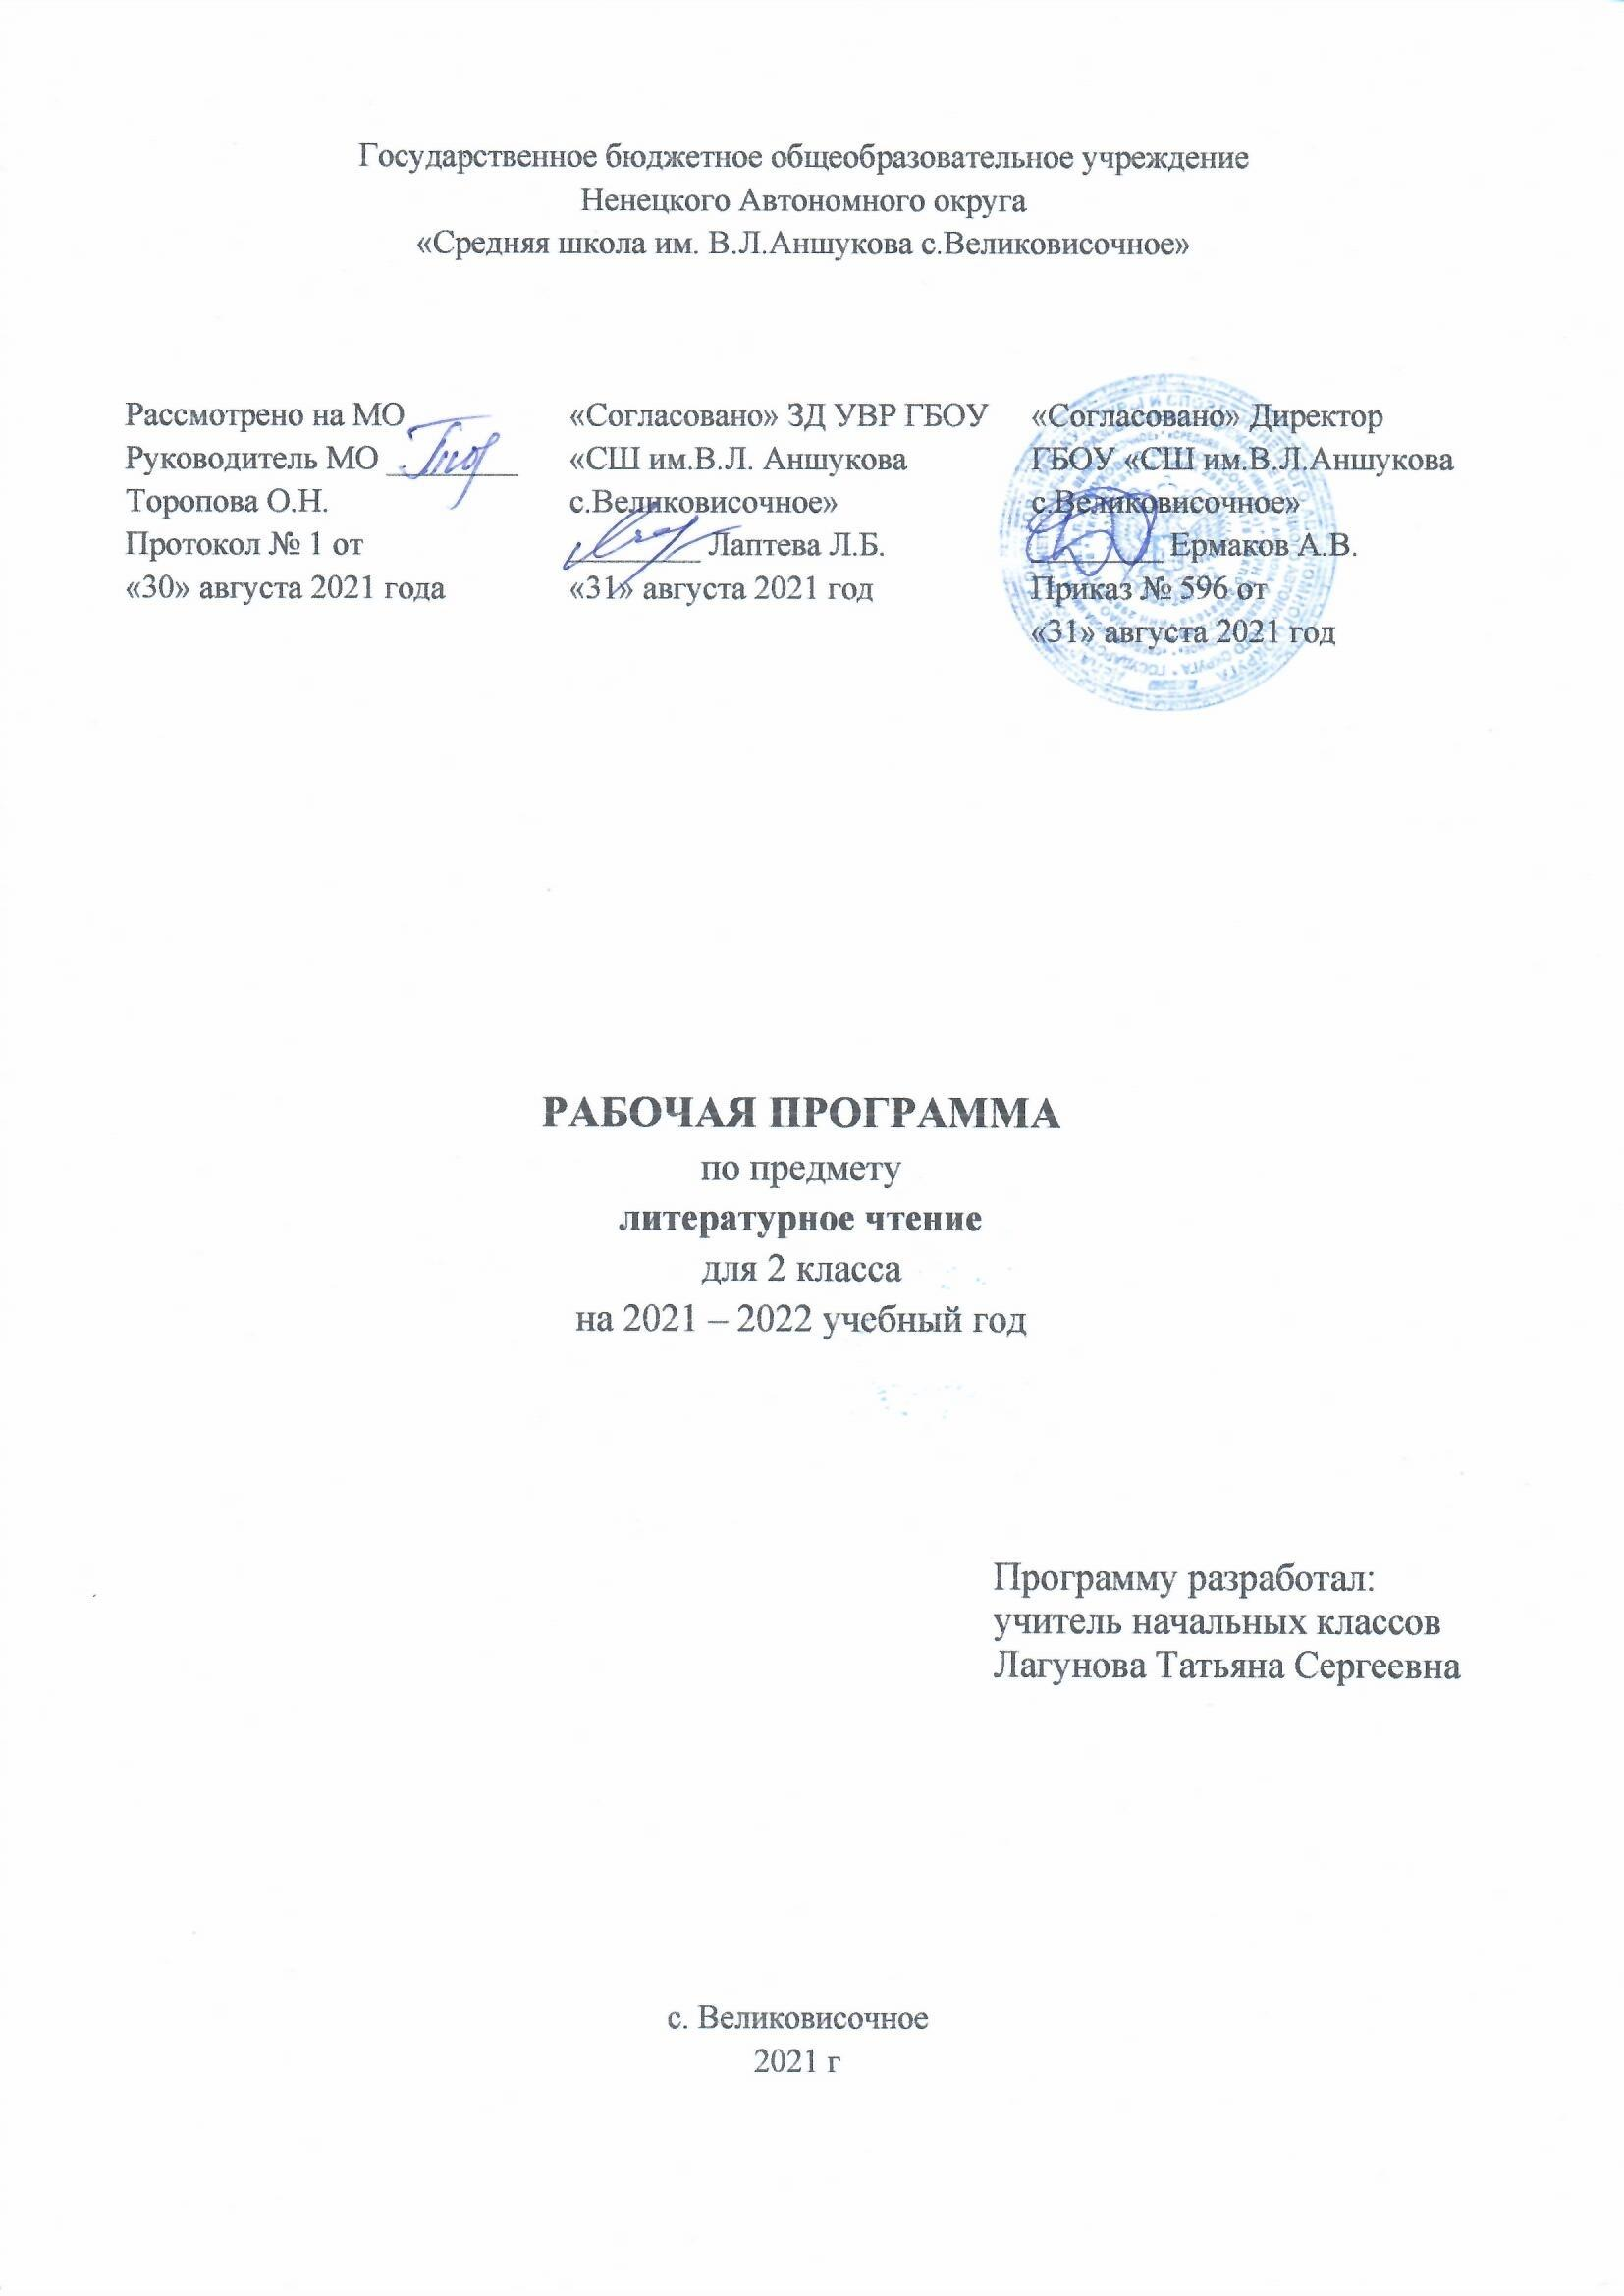 Государственное бюджетное общеобразовательное учреждение
Ненецкого Автономного округа
«Средняя школа им. В.Л.Аншукова с.Великовисочное»
Рассмотрено на МО
Руководитель МО ________
Торопова О.Н.
Протокол № 1 от
«30» августа 2021 года
«Согласовано» ЗД УВР ГБОУ
«СШ им.В.Л. Аншукова
с.Великовисочное»
________ Лаптева Л.Б.
«31» августа 2021 год
«Согласовано» Директор
ГБОУ «СШ им.В.Л.Аншукова
с.Великовисочное»
________ Ермаков А.В.
Приказ № 596 от
«31» августа 2021 год
РАБОЧАЯ ПРОГРАММА
по предмету
литературное чтение
для 2 класса
на 2021 – 2022 учебный год
Программу разработал:
учитель начальных классов
Лагунова Татьяна Сергеевна
с. Великовисочное
2021 г